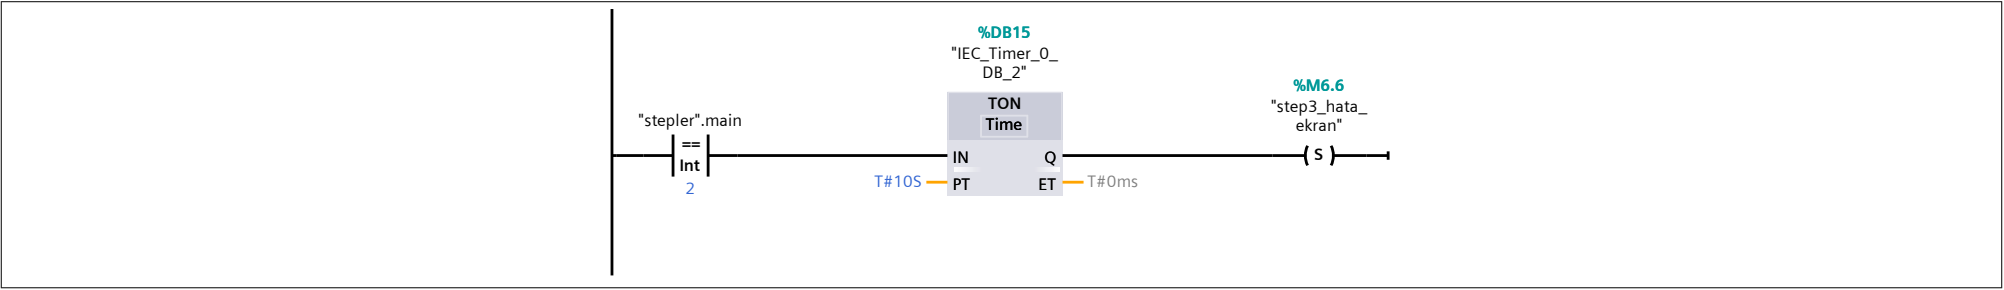 %DB15
"IEC_Timer_0_
DB_2"
%M6.6
"step3_hata_
ekran"
"stepler".main
TON
Time
==
Int
2
IN
Q
S
T#10S
PT
ET
T#0ms